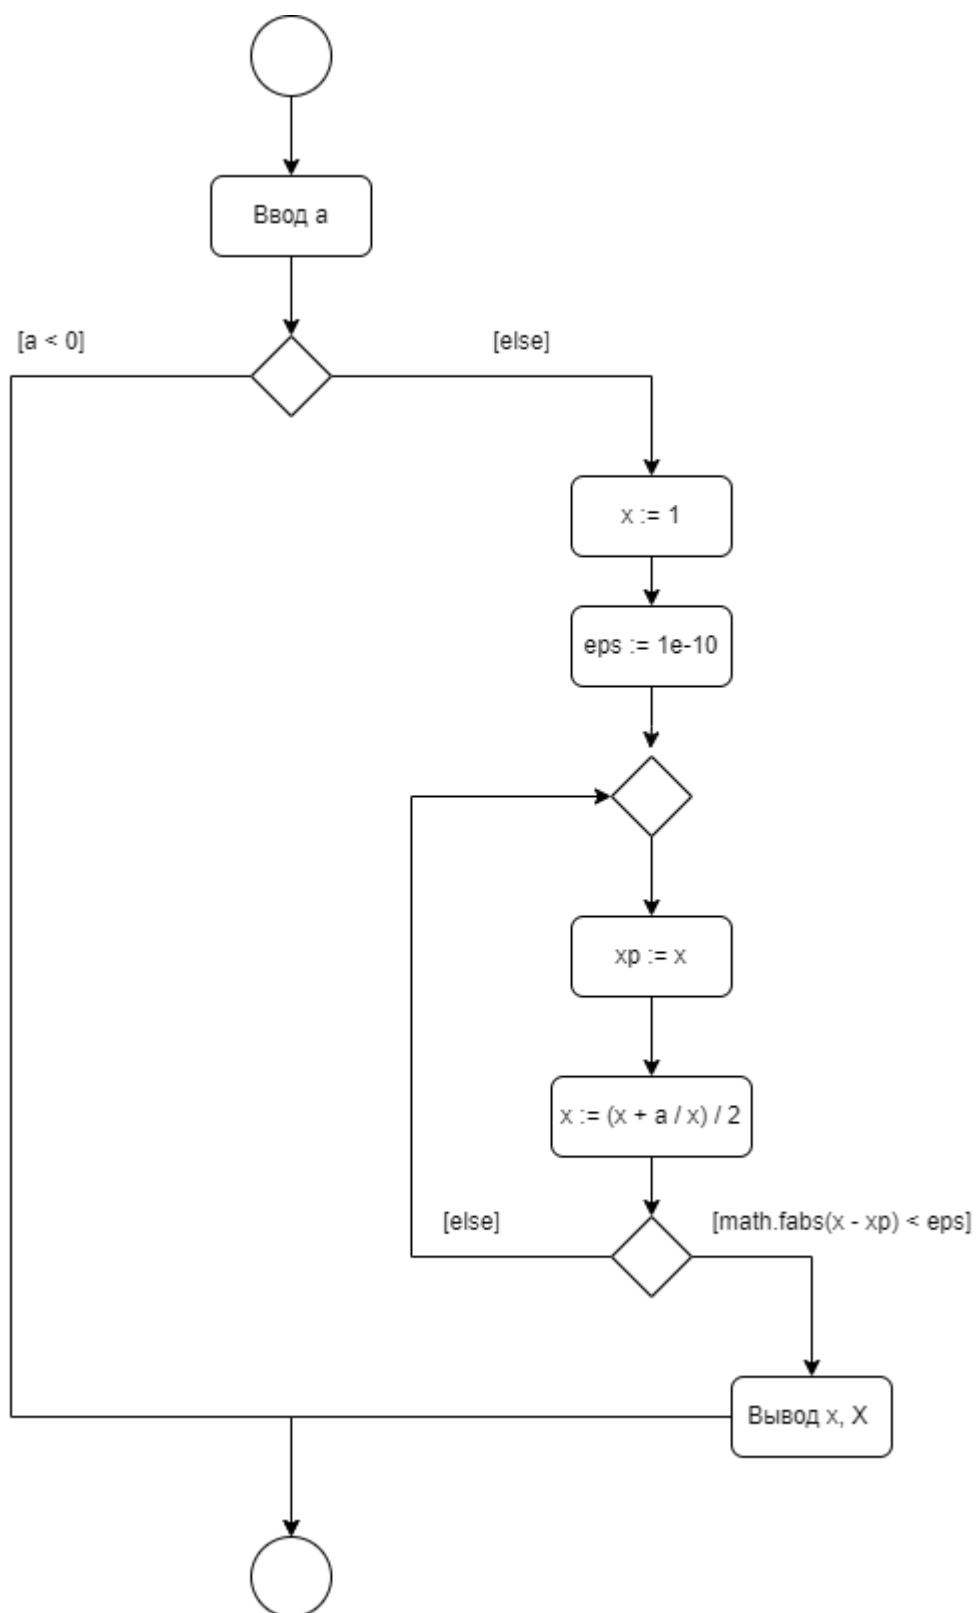 Ввод a
[a < 0]
[else]
x := 1
eps := 1e-10
xp := x
x := (x + a / x) / 2
[else]
[math.fabs(x - xp) < eps]
Вывод x, X